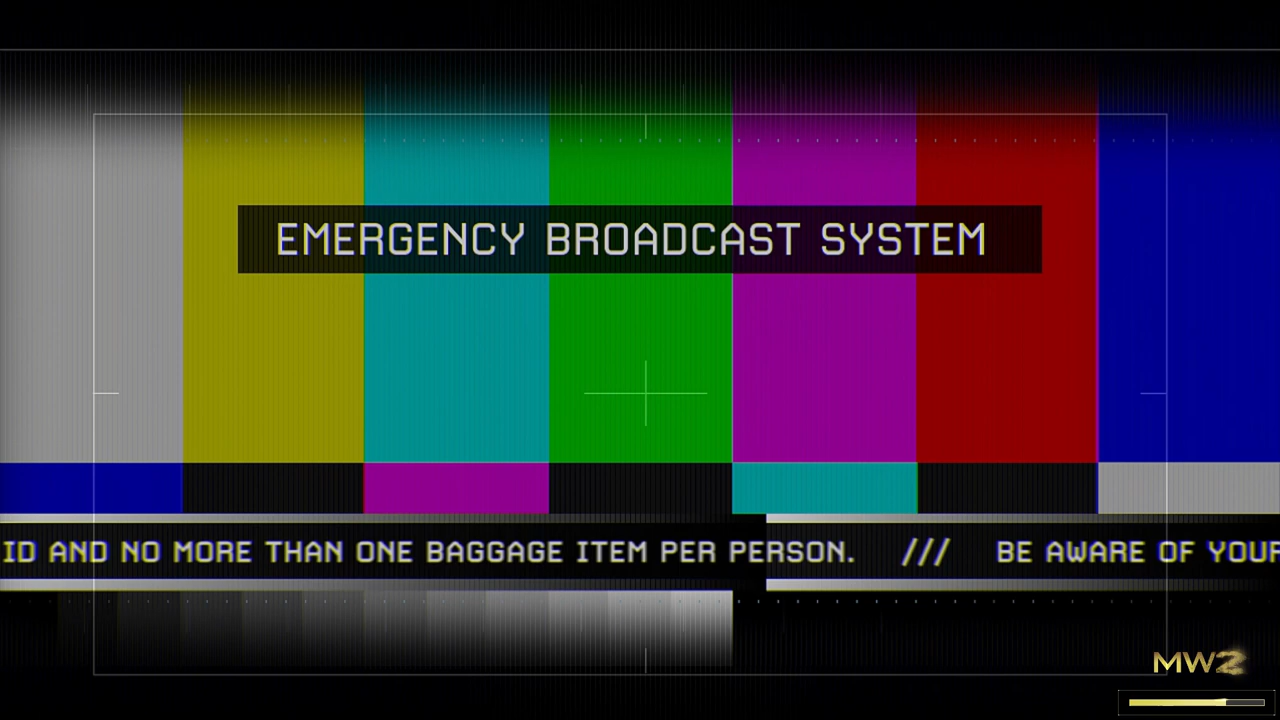 EMERGENCY BROADCAST SYSTEM
ID AND NO MORE THAN ONE BAGGAGE ITEM PER PERSON. /// BE AWARE OF YOUR
MW2